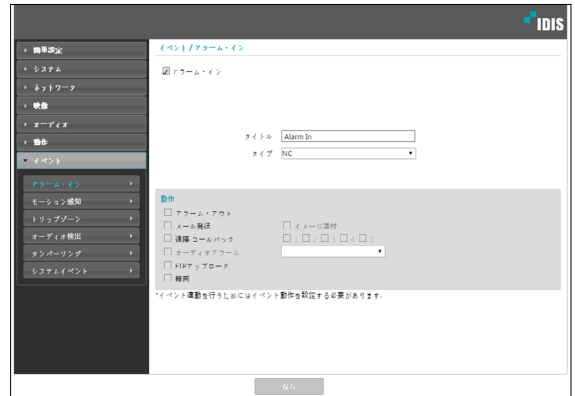 IDIS
簡単設定
システム
ネットワーク
映像
オーディオ
動作
イベント
アラーム・イン
モーション感知
トリップゾーン
オーディオ検出
タンパーリング
システムイベント
イベント / アラーム・イン
アラーム・イン
タイトル Alarm In
タイプ NC
動作
アラーム・アウト
メール発送 イメージ添付
遠隔 コールバック 1 2 3 4 5
オーディオアラーム
FTPアップロード
録画
*イベント連動を行うためにはイベント動作を設定する必要があります.
保存